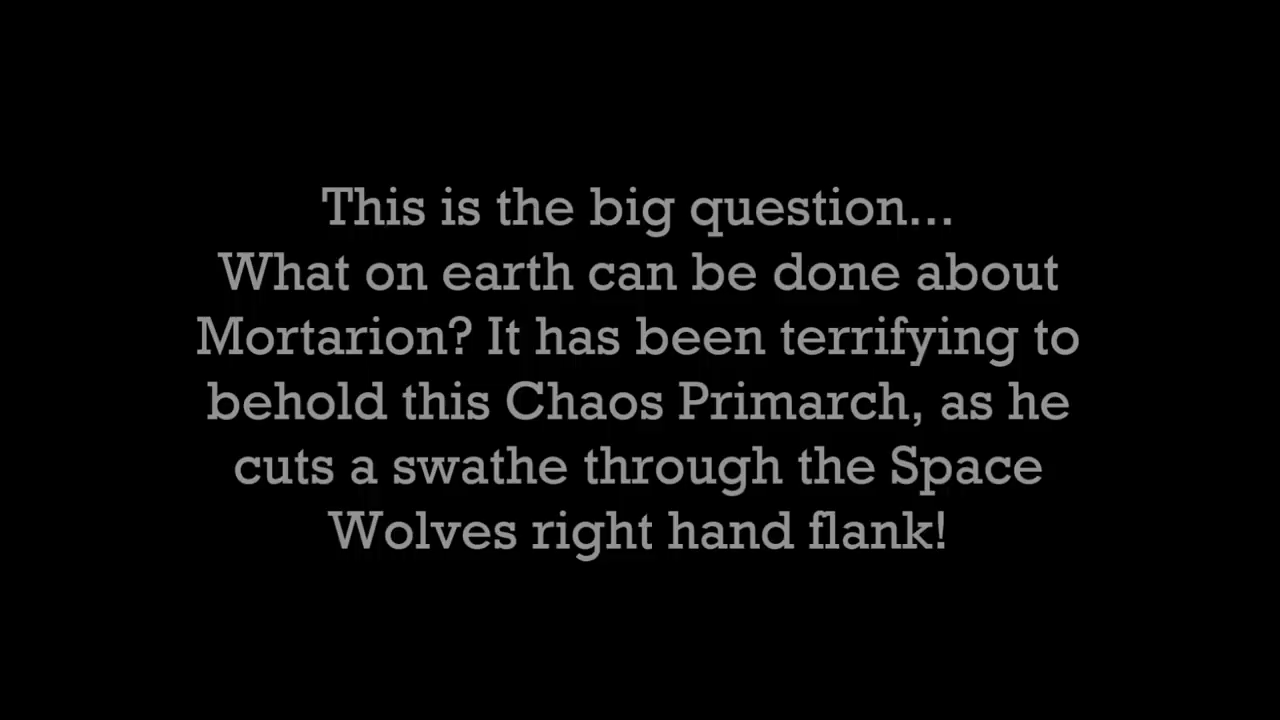 This is the big question...
What on earth can be done about
Mortarion? It has been terrifying to
behold this Chaos Primarch, as he
cuts a swathe through the Space
Wolves right hand flank!